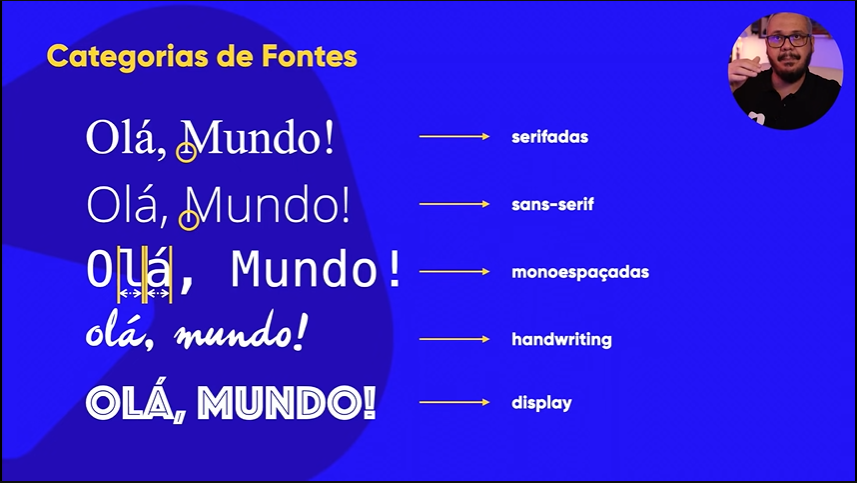 Categorias de Fontes
Olá, Mundo!
serifadas
Olá, Mundo!
sans-serif
Olá, Mundo!
monoespaçadas
olá, mundo!
handwriting
OLÁ, MUNDO!
display